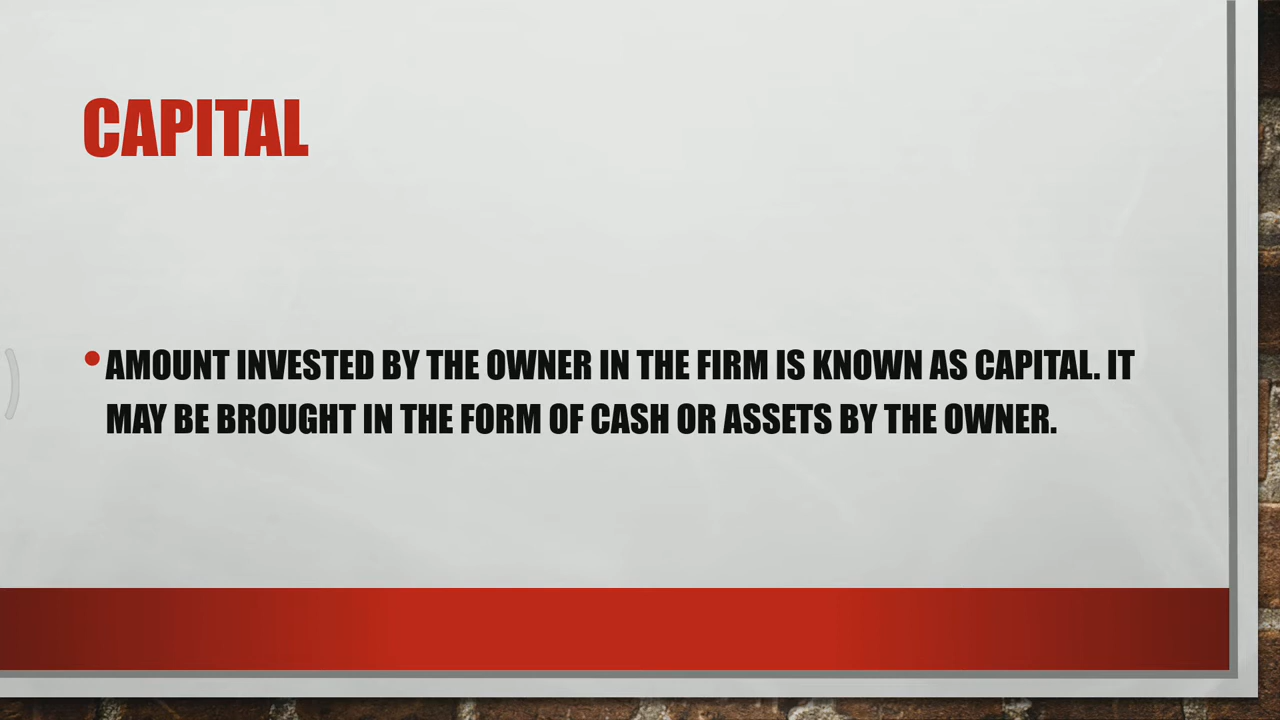 CAPITAL
• AMOUNT INVESTED BY THE OWNER IN THE FIRM IS KNOWN AS CAPITAL. IT
MAY BE BROUGHT IN THE FORM OF CASH OR ASSETS BY THE OWNER.